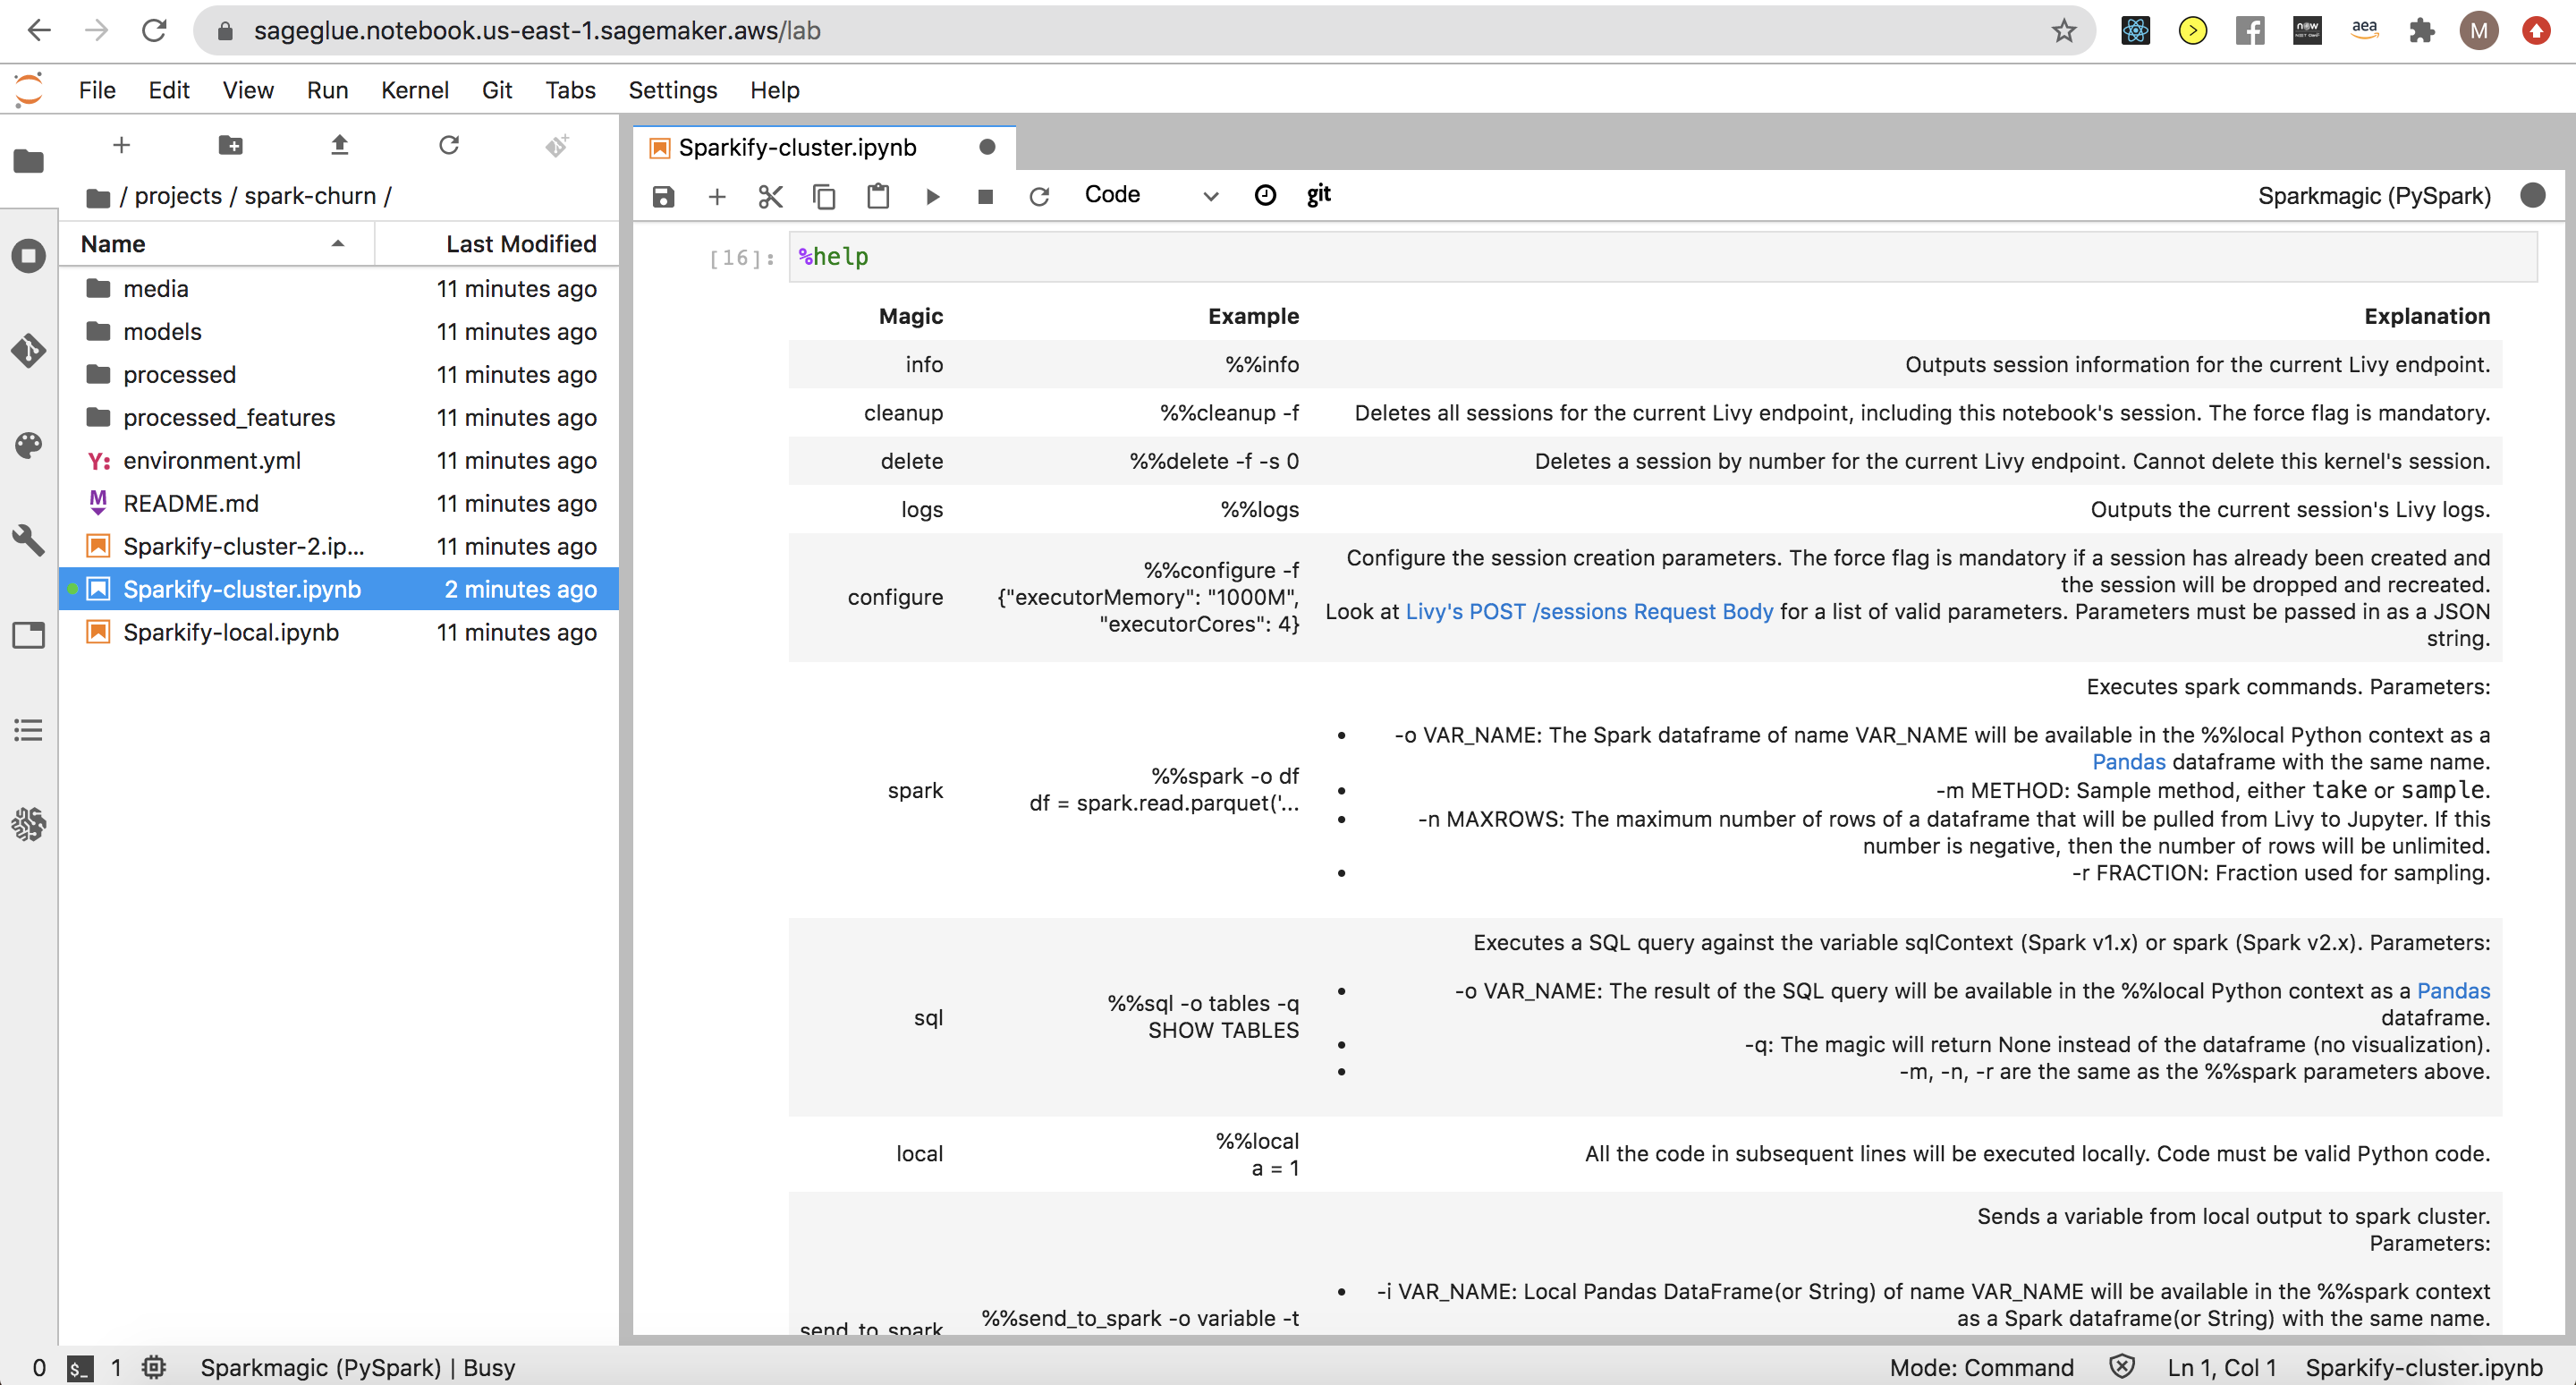 sageglue.notebook.us-east-1.sagemaker.aws/lab
aea
M
File Edit View Run Kernel Git Tabs Settings Help
Sparkify-cluster.ipynb
/ projects / spark-churn /
Code
git
Sparkmagic (PySpark)
Name Last Modified
media 11 minutes ago
models 11 minutes ago
processed 11 minutes ago
processed_features 11 minutes ago
Y: environment.yml 11 minutes ago
M README.md 11 minutes ago
Sparkify-cluster-2.ip... 11 minutes ago
Sparkify-cluster.ipynb 2 minutes ago
Sparkify-local.ipynb 11 minutes ago
[16]: %help
Magic Example Explanation
info %%info Outputs session information for the current Livy endpoint.
cleanup %%cleanup -f Deletes all sessions for the current Livy endpoint, including this notebook's session. The force flag is mandatory.
delete %%delete -f -s 0 Deletes a session by number for the current Livy endpoint. Cannot delete this kernel's session.
logs %%logs Outputs the current session's Livy logs.
configure
%%configure -f
{"executorMemory": "1000M",
"executorCores": 4}
Configure the session creation parameters. The force flag is mandatory if a session has already been created and
the session will be dropped and recreated.
Look at Livy's POST /sessions Request Body for a list of valid parameters. Parameters must be passed in as a JSON
string.
spark
%%spark -o df
df = spark.read.parquet('...
Executes spark commands. Parameters:
• -o VAR_NAME: The Spark dataframe of name VAR_NAME will be available in the %%local Python context as a
Pandas dataframe with the same name.
• -m METHOD: Sample method, either take or sample.
• -n MAXROWS: The maximum number of rows of a dataframe that will be pulled from Livy to Jupyter. If this
number is negative, then the number of rows will be unlimited.
• -r FRACTION: Fraction used for sampling.
sql
%%sql -o tables -q
SHOW TABLES
Executes a SQL query against the variable sqlContext (Spark v1.x) or spark (Spark v2.x). Parameters:
• -o VAR_NAME: The result of the SQL query will be available in the %%local Python context as a Pandas
dataframe.
• -q: The magic will return None instead of the dataframe (no visualization).
• -m, -n, -r are the same as the %%spark parameters above.
local
%%local
a = 1
All the code in subsequent lines will be executed locally. Code must be valid Python code.
send_to_spark
%%send_to_spark -o variable -t
Sends a variable from local output to spark cluster.
Parameters:
• -i VAR_NAME: Local Pandas DataFrame(or String) of name VAR_NAME will be available in the %%spark context
as a Spark dataframe(or String) with the same name.
0 $_ 1 Sparkmagic (PySpark) | Busy
Mode: Command Ln 1, Col 1 Sparkify-cluster.ipynb